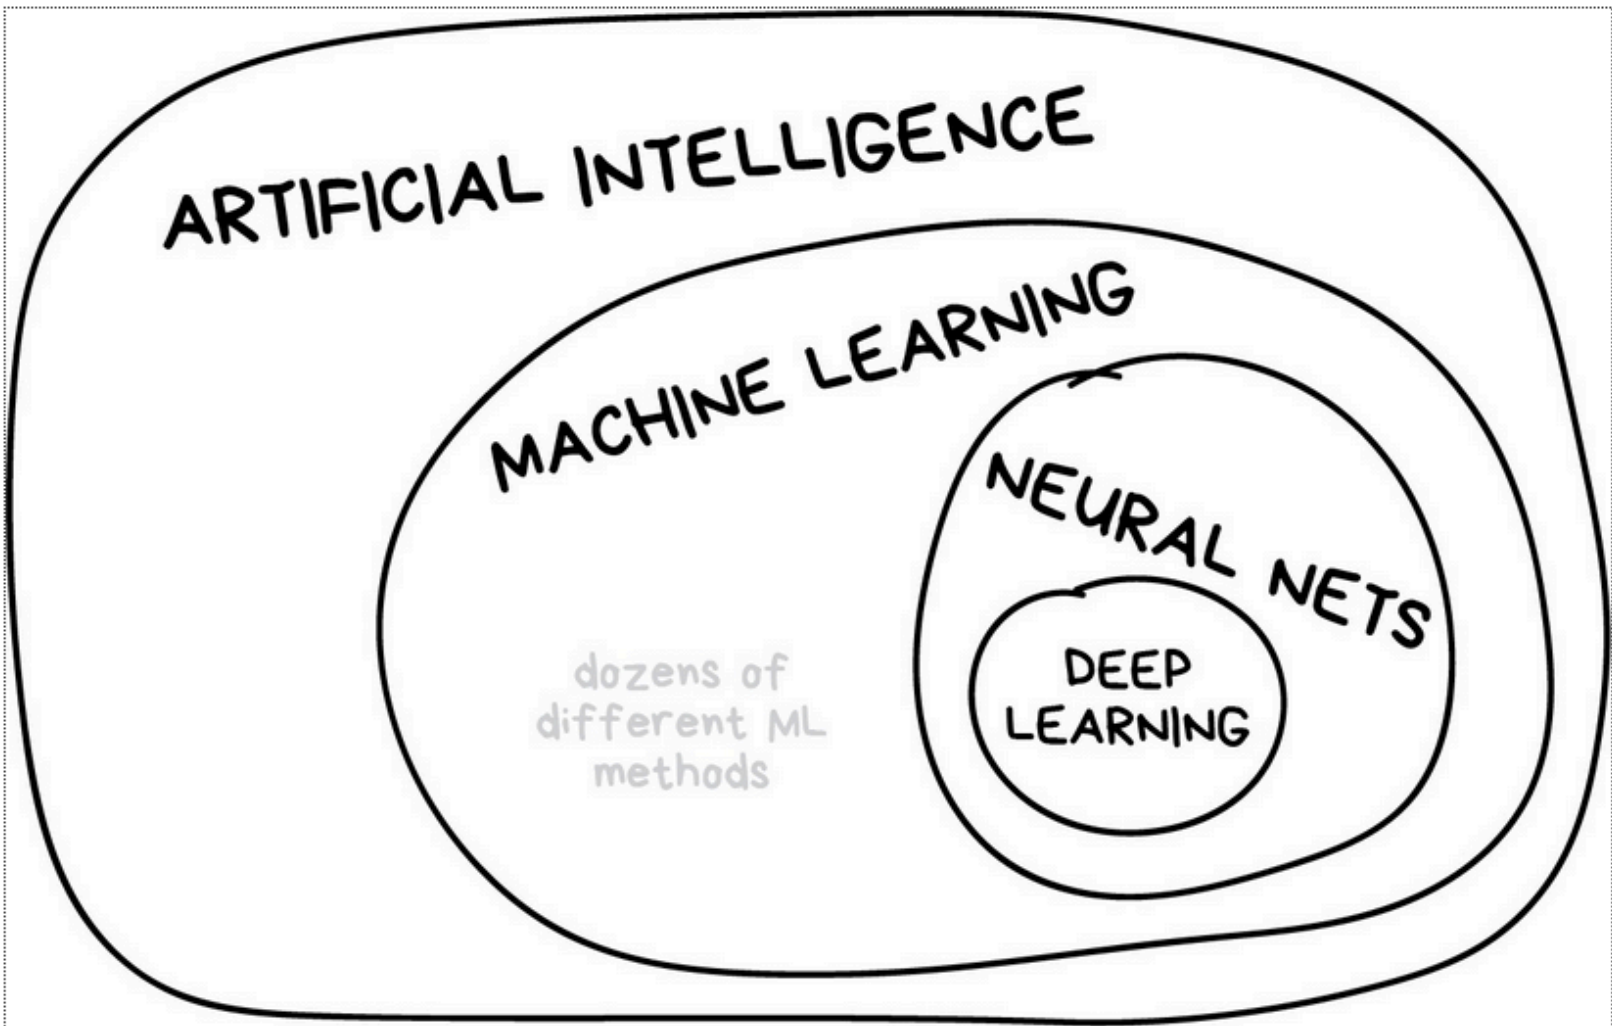 ARTIFICIAL INTELLIGENCE
MACHINE LEARNING
NEURAL NETS
DEEP
LEARNING
dozens of
different ML
methods